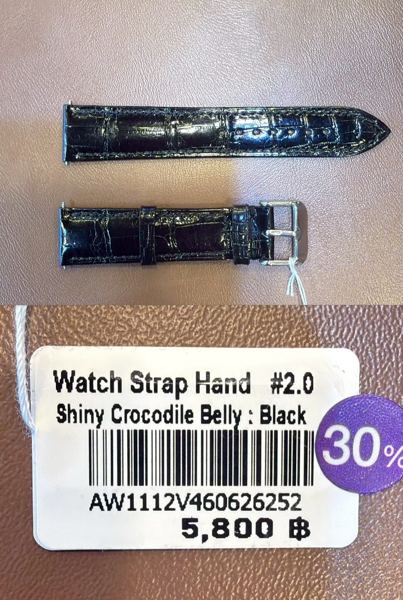 Watch Strap Hand #2.0
Shiny Crocodile Belly : Black
30%
AW1112V460626252
5,800 ฿